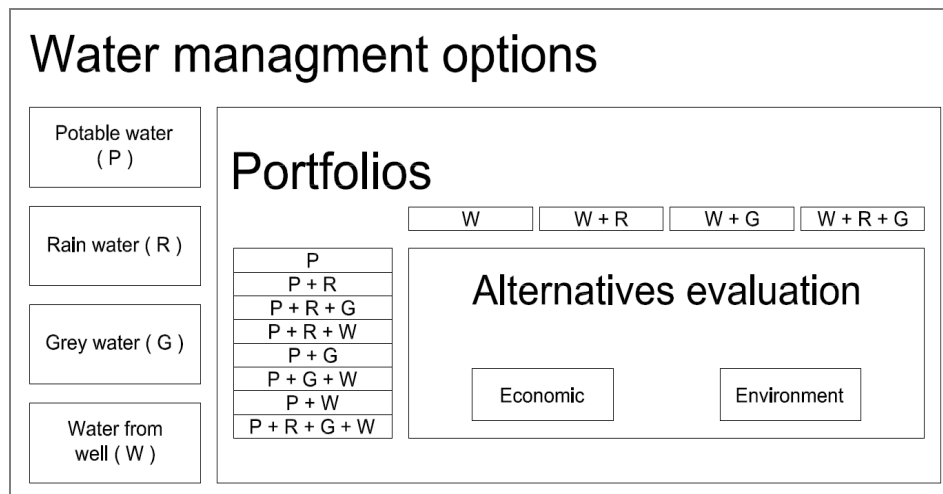 Water managment options
Potable water
( P )
Rain water ( R )
Grey water ( G )
Water from
well ( W )
Portfolios
W
W + R
W + G
W + R + G
P
P + R
P + R + G
P + R + W
P + G
P + G + W
P + W
P + R + G + W
Alternatives evaluation
Economic
Environment